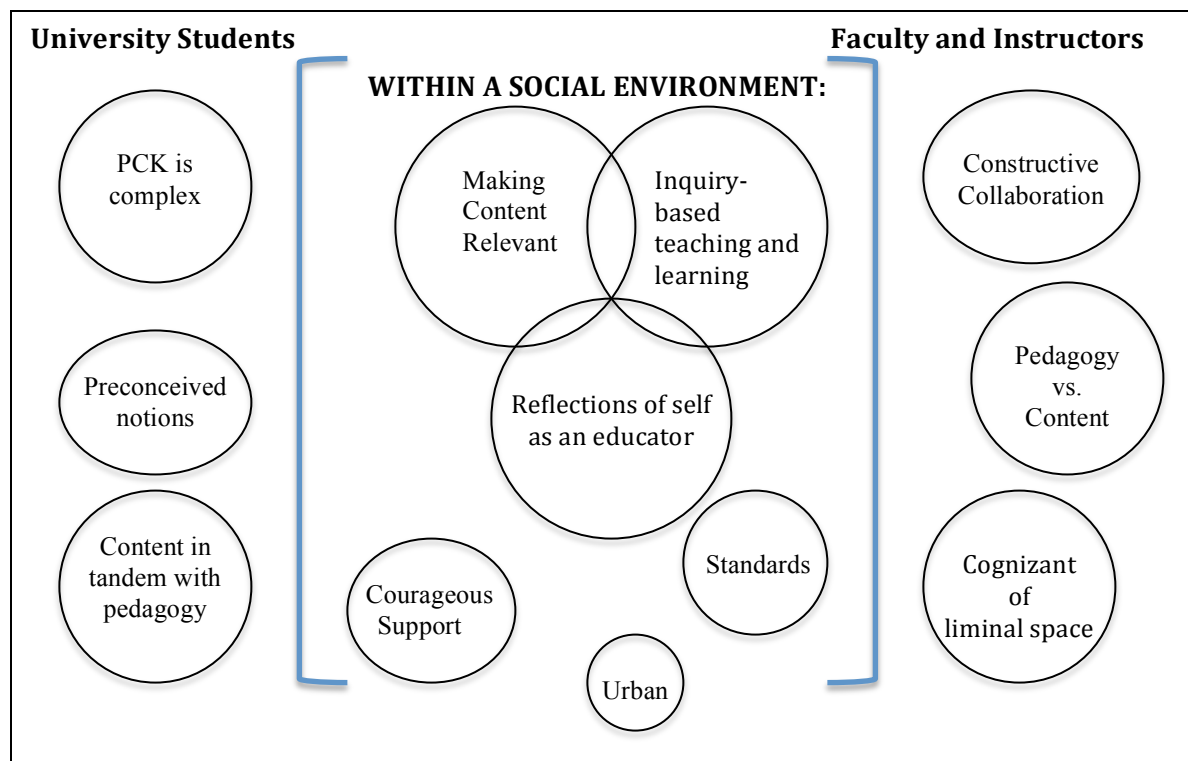 University Students
Faculty and Instructors
WITHIN A SOCIAL ENVIRONMENT:
PCK is
complex
Preconceived
notions
Content in
tandem with
pedagogy
Making
Content
Relevant
Inquiry-
based
teaching and
learning
Reflections of self
as an educator
Courageous
Support
Standards
Urban
Constructive
Collaboration
Pedagogy
vs.
Content
Cognizant
of
liminal space